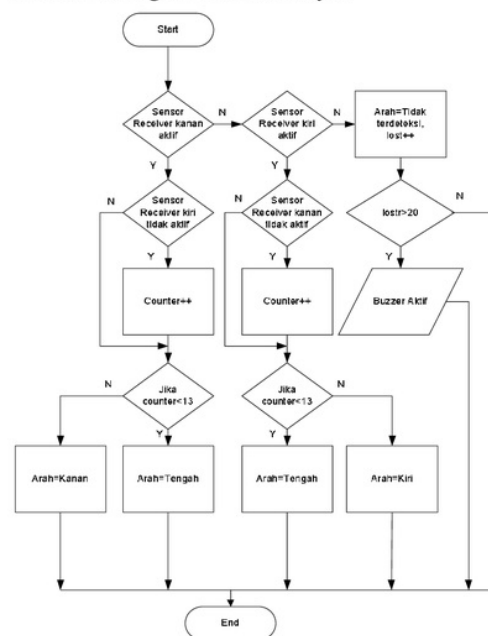 Start
Sensor
Receiver kanan
aktif
N
Sensor
Receiver kiri
aktif
N
Arah=Tidak
terdeteksi,
lost++
Y
Y
N
Sensor
Receiver kiri
tidak aktif
N
Sensor
Receiver kanan
tidak aktif
lostr>20
N
Y
Y
Y
Counter++
Counter++
Buzzer Aktif
N
Jika
counter<13
Jika
counter<13
N
Y
Y
Arah=Kanan
Arah=Tengah
Arah=Tengah
Arah=Kiri
End